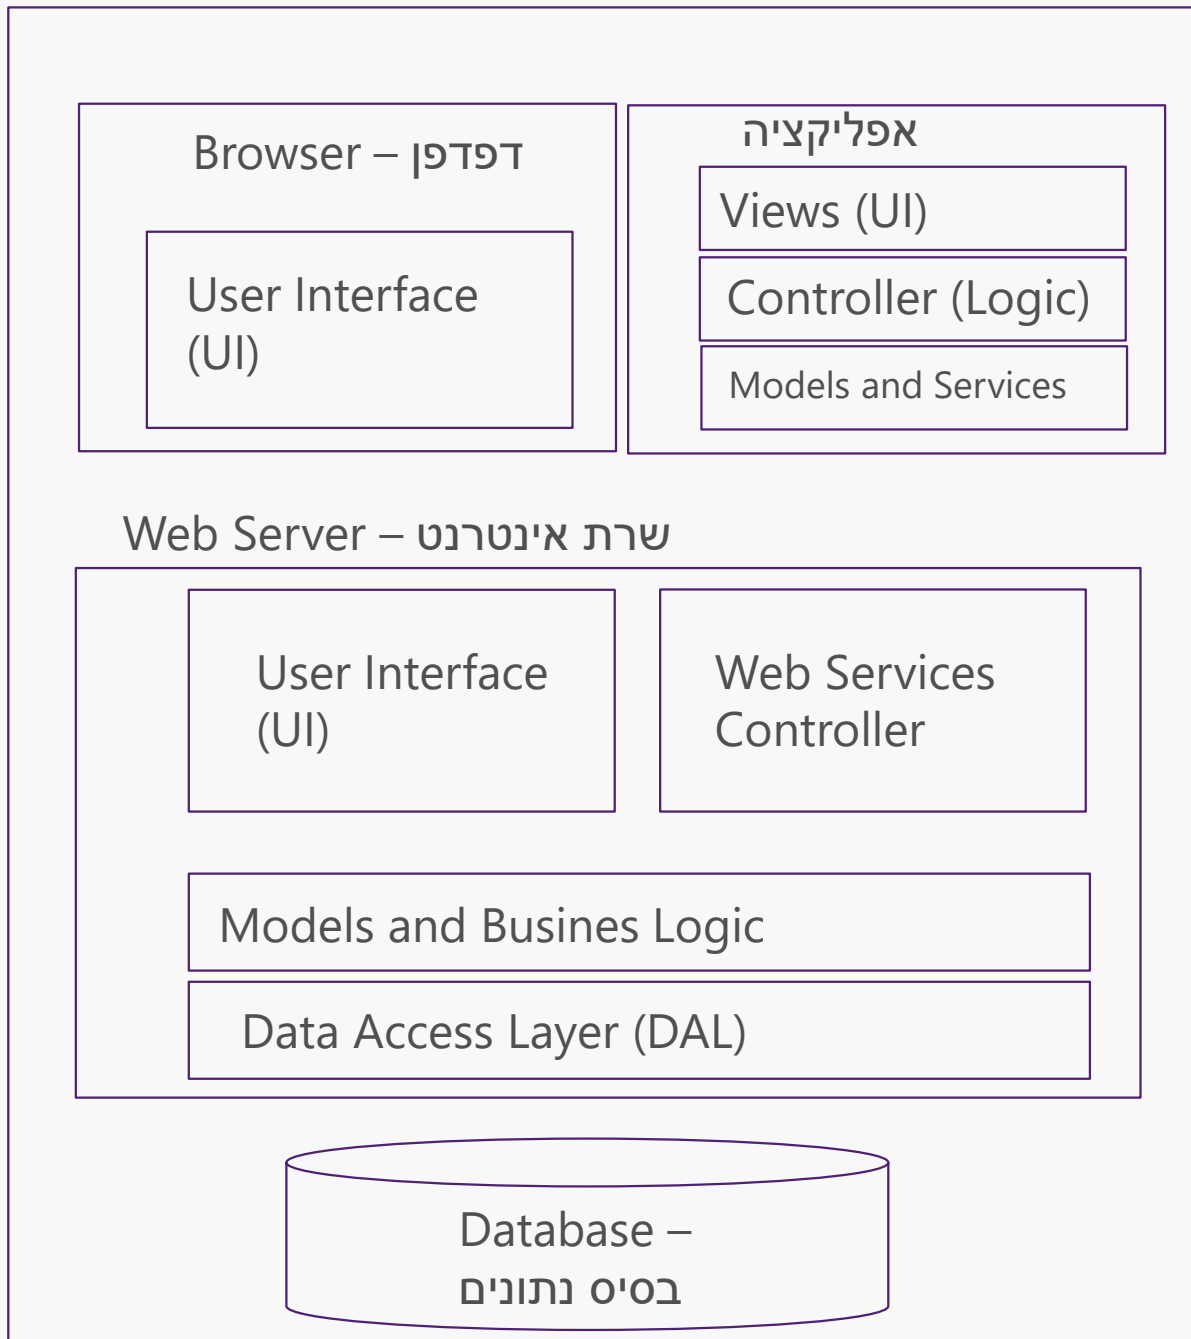 Browser – דפדפן
User Interface
(UI)
אפליקציה
Views (UI)
Controller (Logic)
Models and Services
Web Server – שרת אינטרנט
User Interface
(UI)
Web Services
Controller
Models and Busines Logic
Data Access Layer (DAL)
Database –
בסיס נתונים